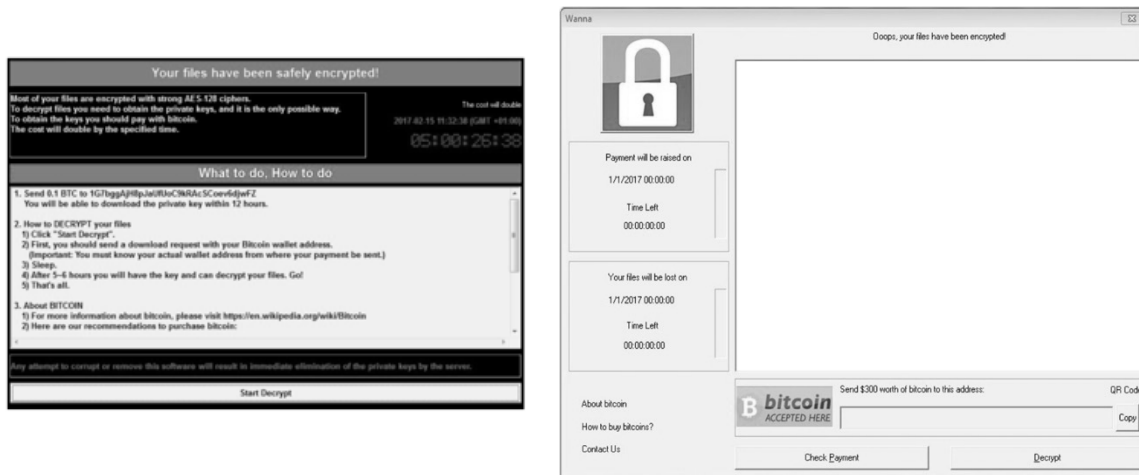 Your files have been safely encrypted!
Most of your files are encrypted with strong AES-128 ciphers.
To decrypt files you need to obtain the private keys, and it is the only possible way.
To obtain the keys you should pay with bitcoin.
The cost will double by the specified time.
The cost will double
2017-02-15 11:32:38 (GMT +01:00)
05:00:26:38
What to do, How to do
1. Send 0.1 BTC to
You will be able to download the private key within 12 hours.
2. How to DECRYPT your files
1) Click "Start Decrypt".
2) First, you should send a download request with your Bitcoin wallet address.
(Important: You must know your actual wallet address from where your payment be sent.)
3) Sleep.
4) After 5~6 hours you will have the key and can decrypt your files. Go!
5) That's all.
3. About BITCOIN
1) For more information about bitcoin, please visit https://en.wikipedia.org/wiki/Bitcoin
2) Here are our recommendations to purchase bitcoin:
Any attempt to corrupt or remove this software will result in immediate elimination of the private keys by the server.
Start Decrypt
Wanna
Ooops, your files have been encrypted!
Payment will be raised on
1/1/2017 00:00:00
Time Left
00:00:00:00
Your files will be lost on
1/1/2017 00:00:00
Time Left
00:00:00:00
About bitcoin
How to buy bitcoins?
Contact Us
bitcoin
ACCEPTED HERE
Send $300 worth of bitcoin to this address:
QR Code
Copy
Check Payment
Decrypt